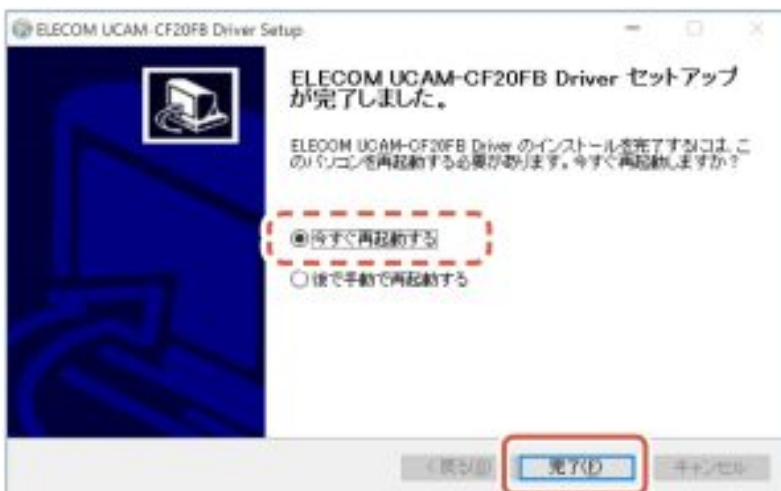 ELECOM UCAM-CF20FB Driver Setup
ELECOM UCAM-CF20FB Driver セットアップ
が完了しました。
ELECOM UCAM-CF20FB Driver のインストールを完了するには、こ
のパソコンを再起動する必要があります。今すぐ再起動しますか？
今すぐ再起動する
後で手動で再起動する
< 戻る(B)
完了(F)
キャンセル